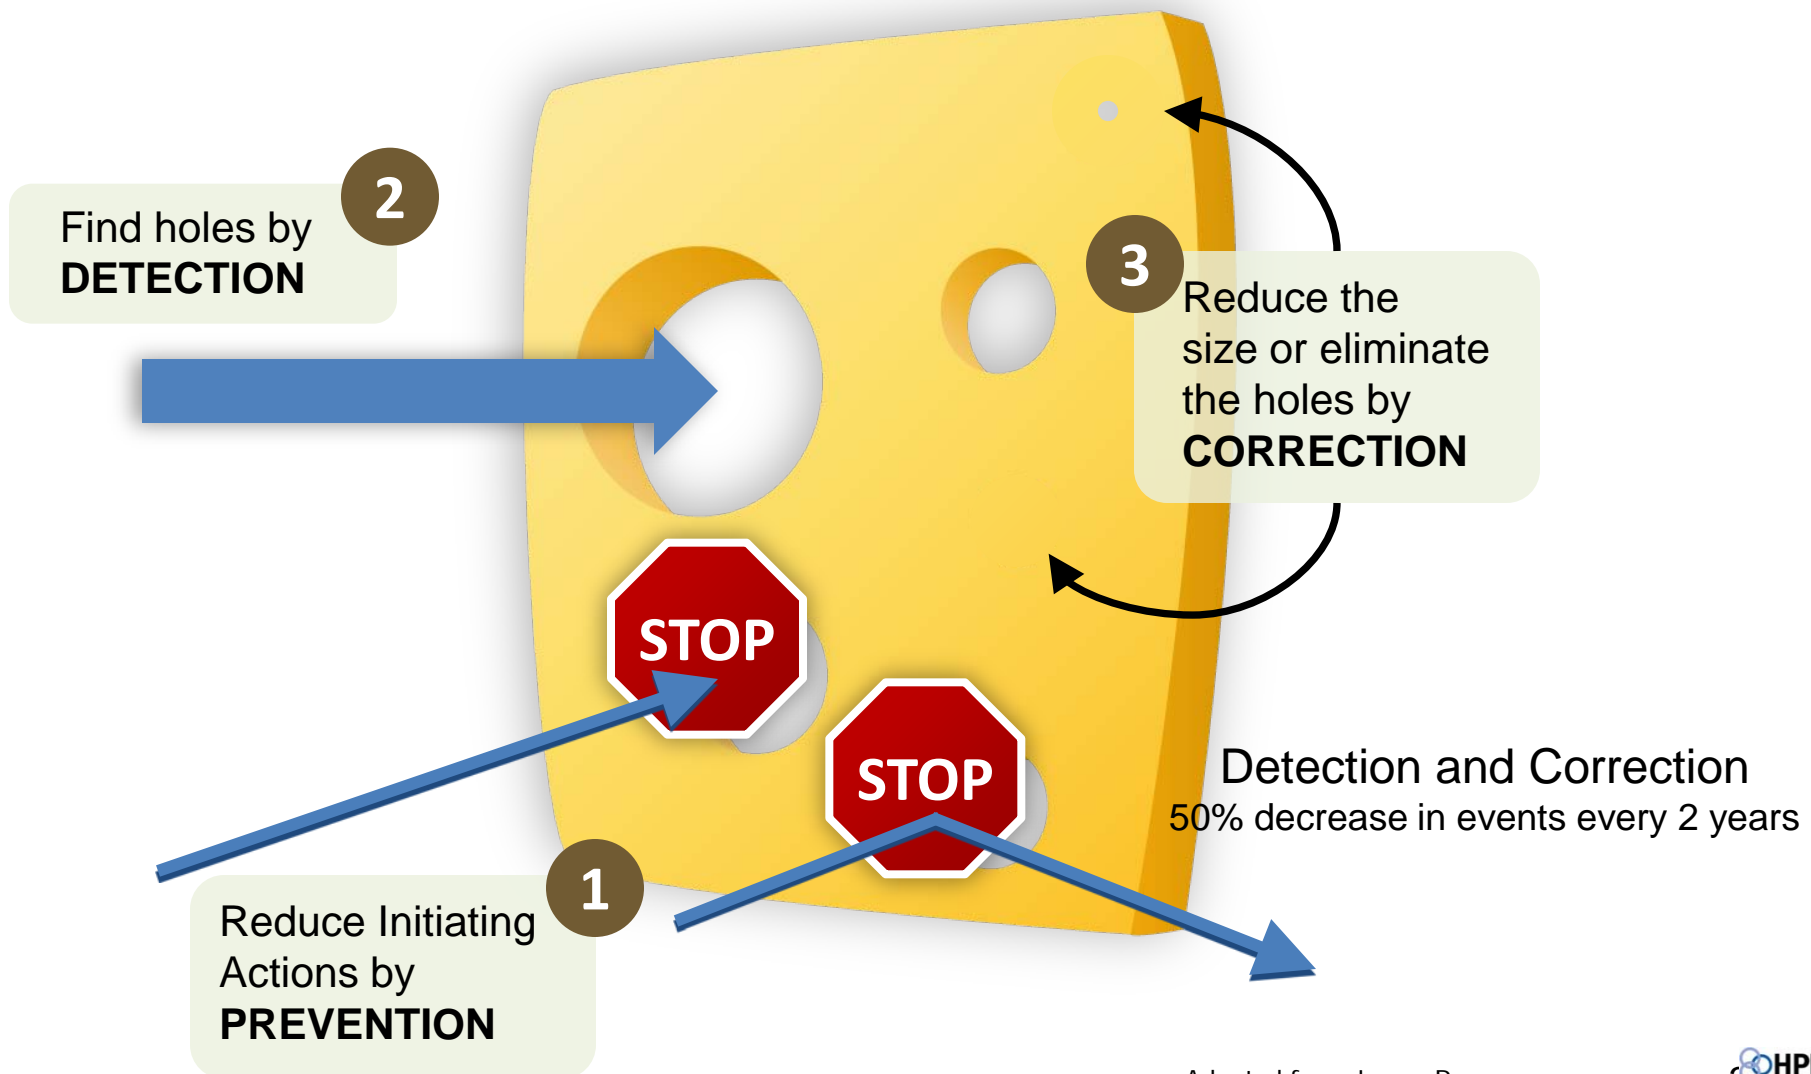 2
Find holes by
DETECTION
3
Reduce the
size or eliminate
the holes by
CORRECTION
STOP
STOP
Detection and Correction
50% decrease in events every 2 years
1
Reduce Initiating
Actions by
PREVENTION